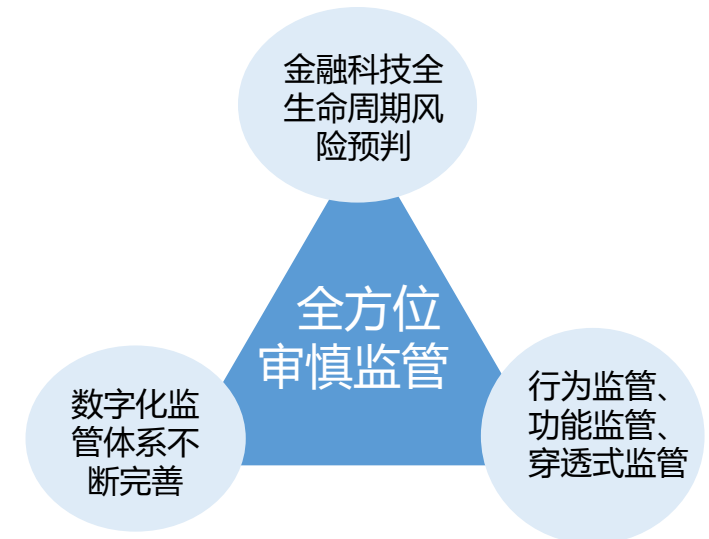 金融科技全
生命周期风
险预判
全方位
审慎监管
数字化监
管体系不
断完善
行为监管、
功能监管、
穿透式监管